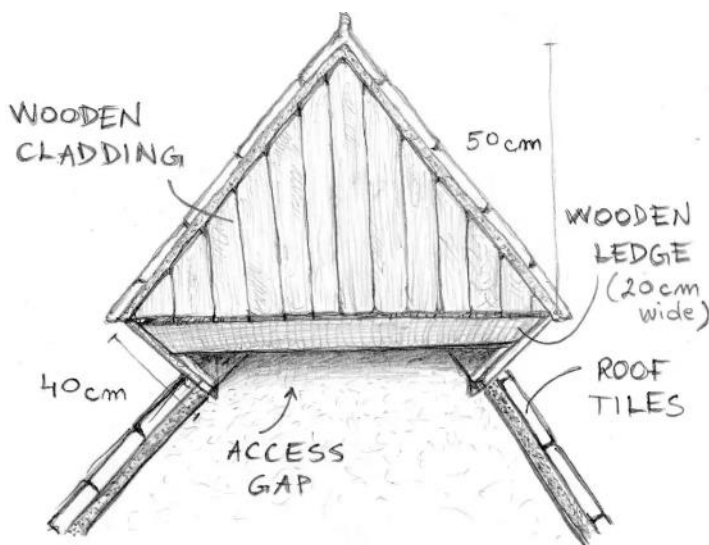 WOODEN
CLADDING
50cm
WOODEN
LEDGE
(20cm
wide)
40cm
ROOF
TILES
ACCESS
GAP